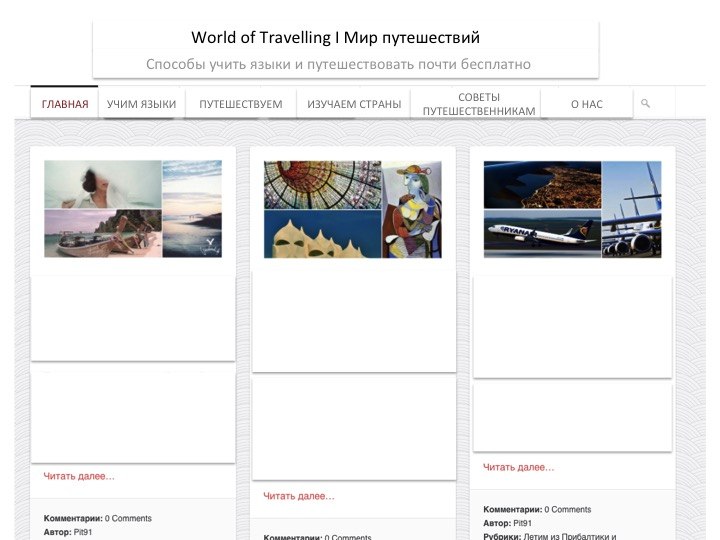 World of Travelling I Мир путешествий
Способы учить языки и путешествовать почти бесплатно
ГЛАВНАЯ
УЧИМ ЯЗЫКИ
ПУТЕШЕСТВУЕМ
ИЗУЧАЕМ СТРАНЫ
СОВЕТЫ
ПУТЕШЕСТВЕННИКАМ
О НАС
RYANAIR
Читать далее…
Комментарии: 0 Comments
Автор: Pit91
Читать далее…
Комментарии: 0 Comments
Читать далее…
Комментарии: 0 Comments
Автор: Pit91
Рубрики: Летим из Прибалтики и